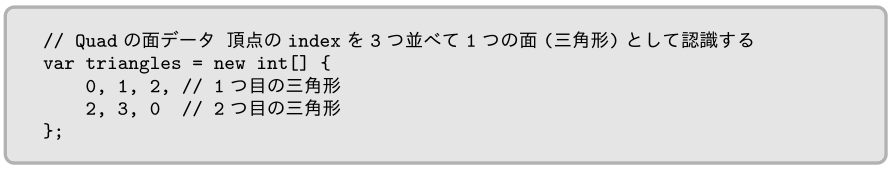 // Quad の面データ 頂点の index を 3 つ並べて 1 つの面 (三角形) として認識する
var triangles = new int[] {
    0, 1, 2, // 1 つ目の三角形
    2, 3, 0  // 2 つ目の三角形
};